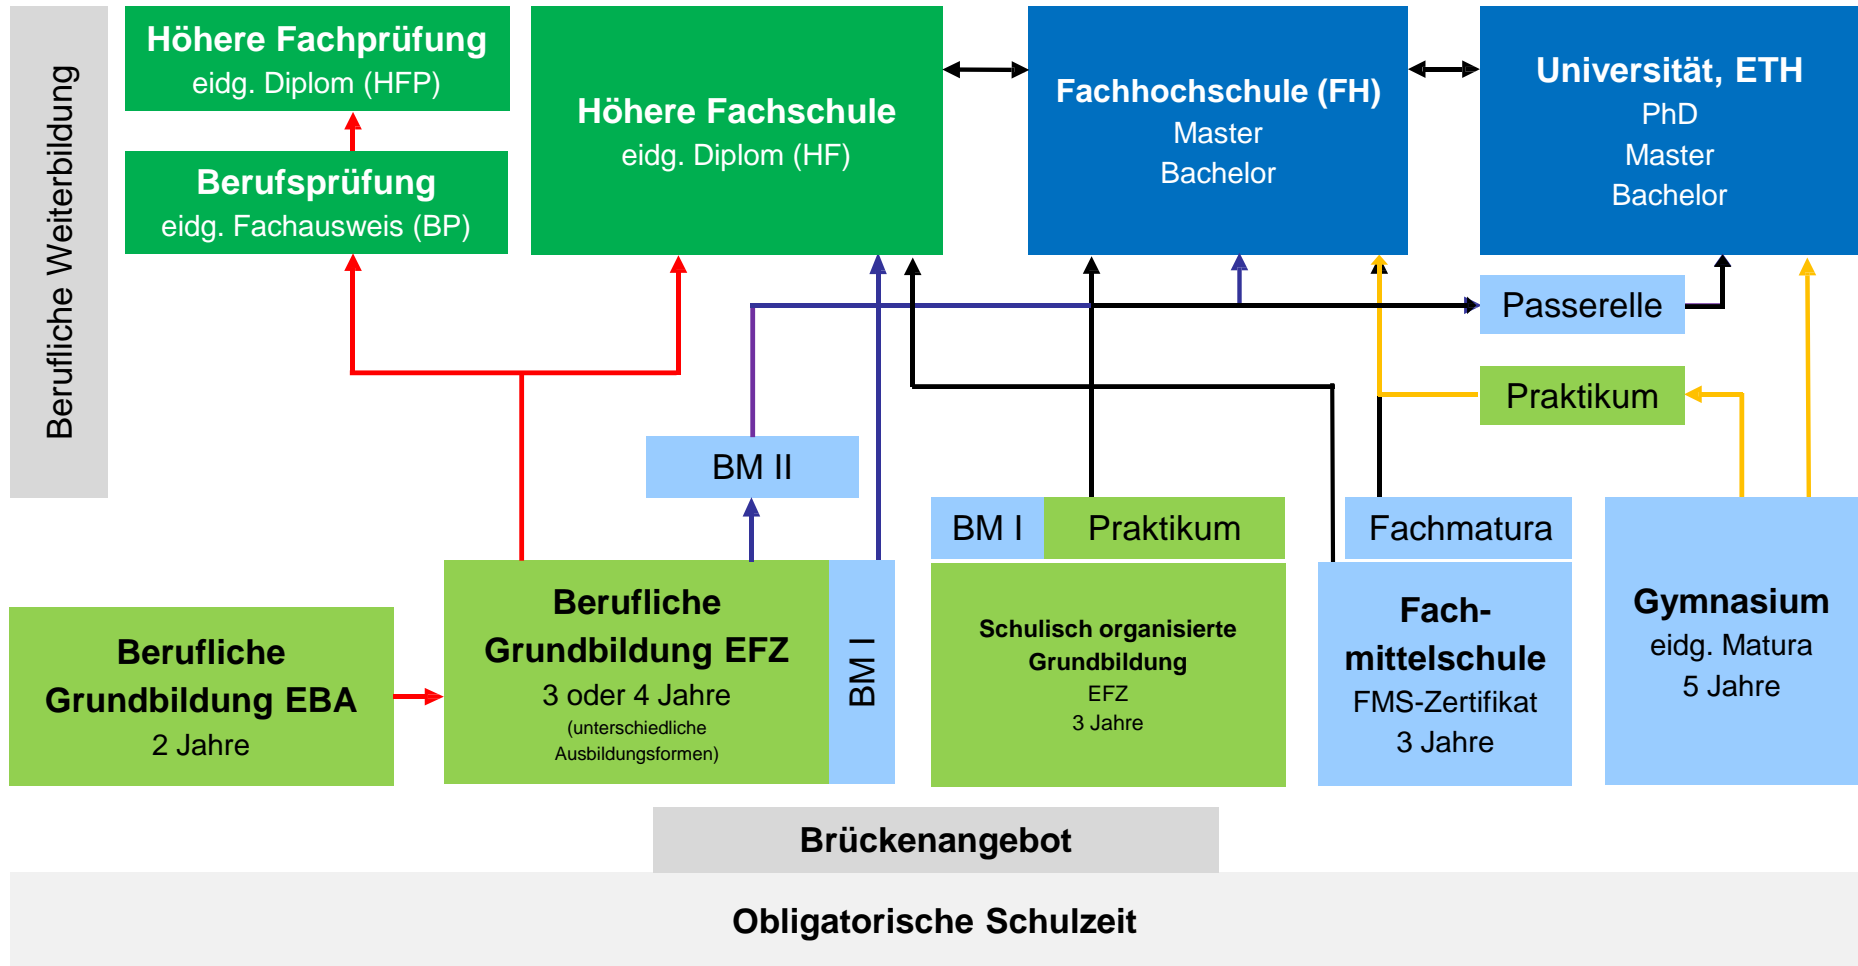 Berufliche Weiterbildung
Höhere Fachprüfung
eidg. Diplom (HFP)
Berufsprüfung
eidg. Fachausweis (BP)
Höhere Fachschule
eidg. Diplom (HF)
Fachhochschule (FH)
Master
Bachelor
Universität, ETH
PhD
Master
Bachelor
Passerelle
Praktikum
BM II
Berufliche
Grundbildung EBA
2 Jahre
Berufliche
Grundbildung EFZ
3 oder 4 Jahre
(unterschiedliche
Ausbildungsformen)
BM I
BM I
Praktikum
Schulisch organisierte
Grundbildung
EFZ
3 Jahre
Fachmatura
Fach-
mittelschule
FMS-Zertifikat
3 Jahre
Gymnasium
eidg. Matura
5 Jahre
Brückenangebot
Obligatorische Schulzeit